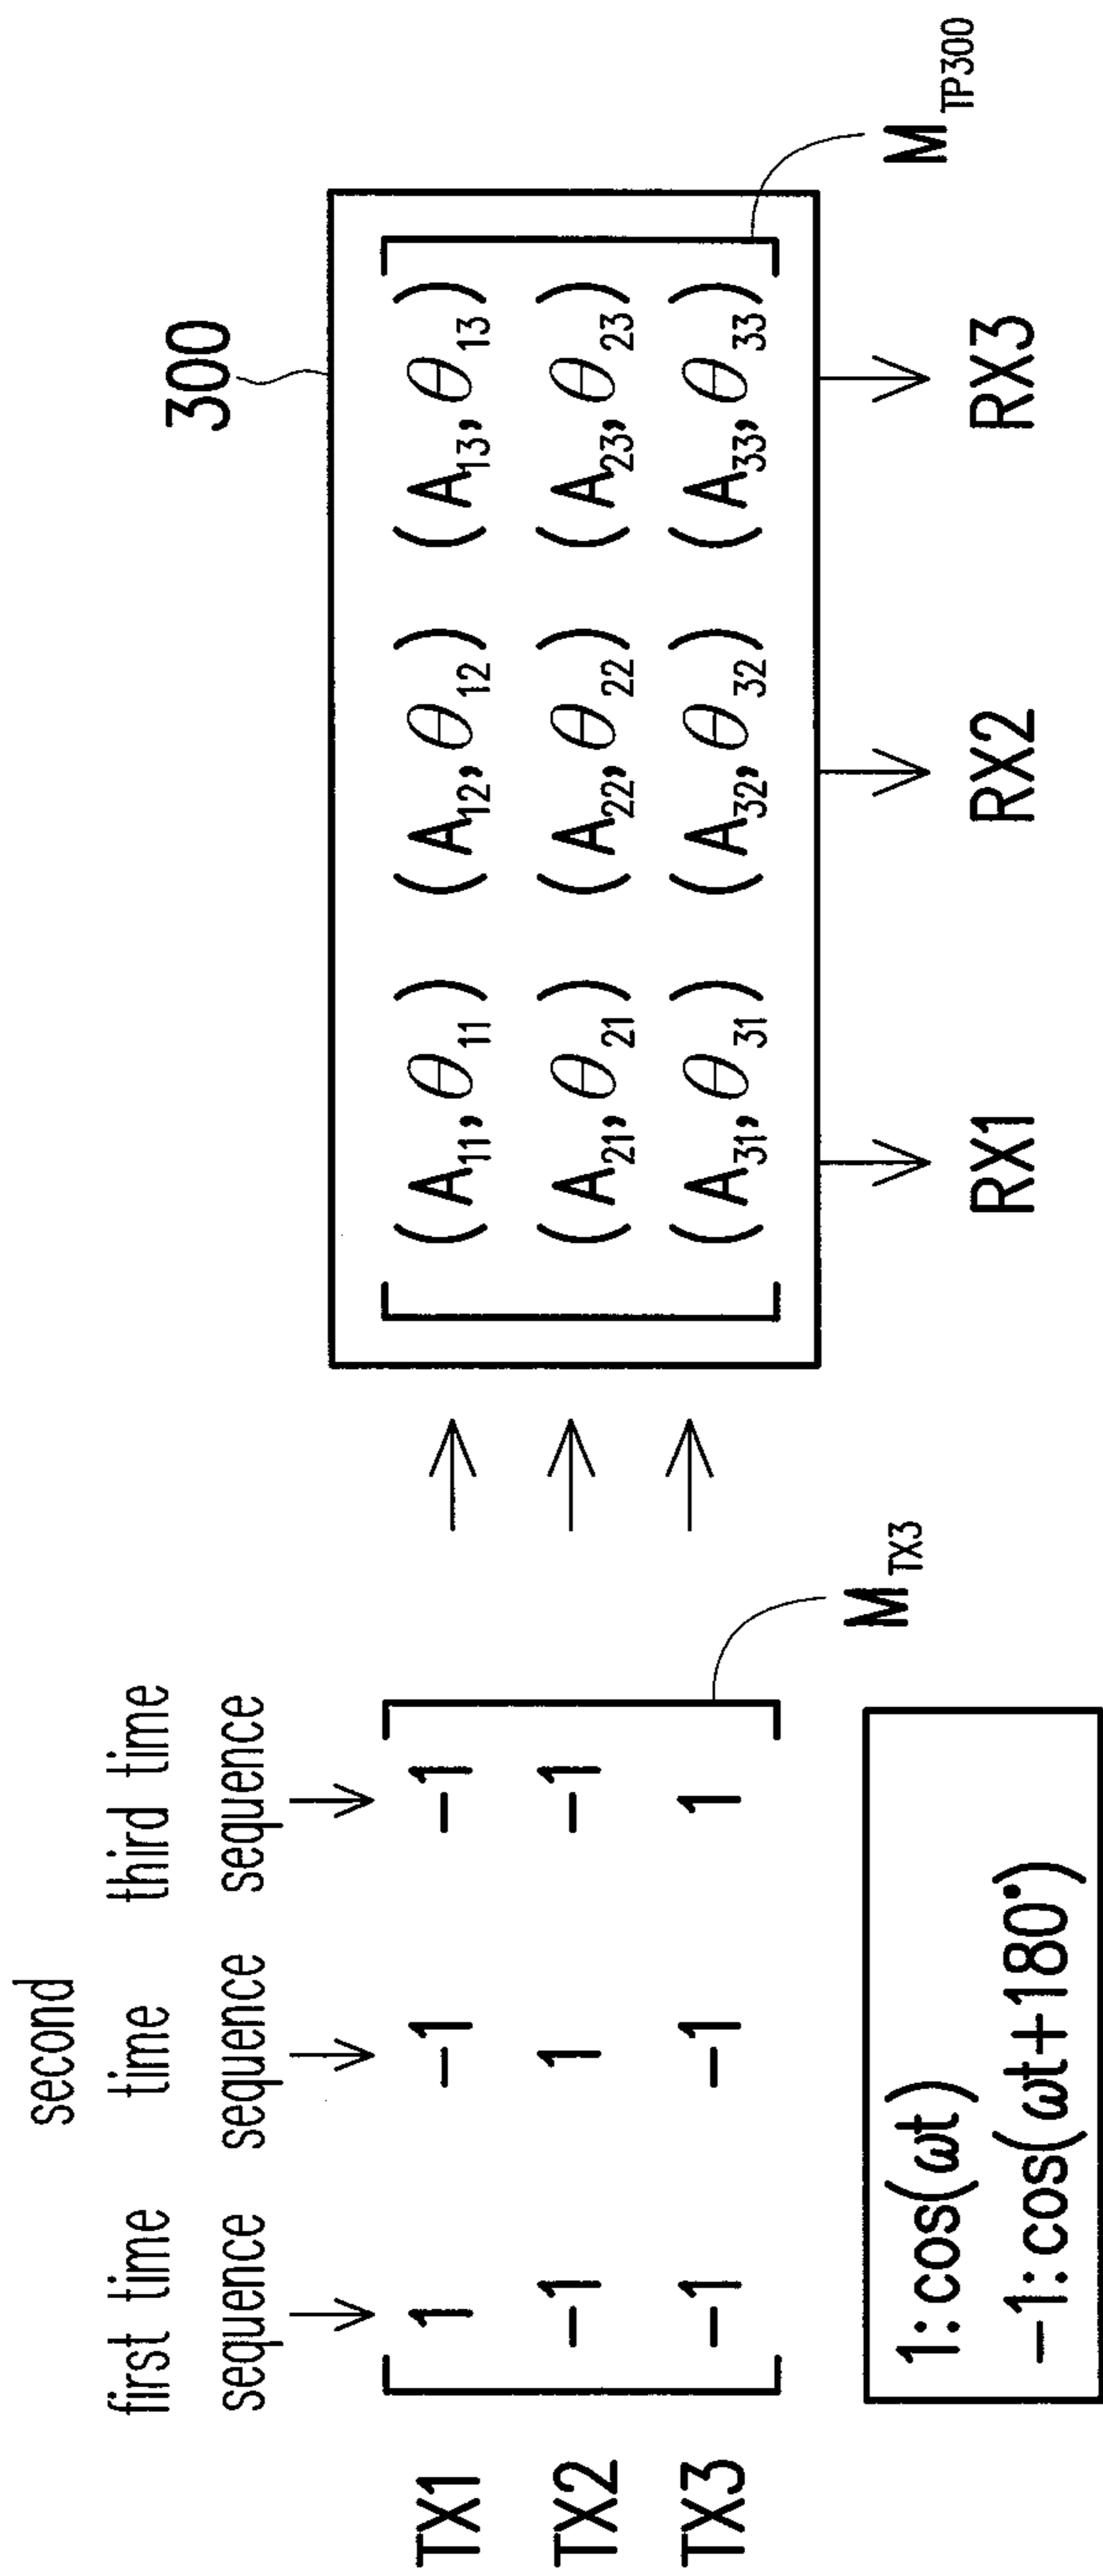 second
first time time third time
sequence sequence sequence
TX1 1 -1 -1
TX2 -1 1 -1
TX3 -1 -1 1
M TX3
1: cos(ωt)
-1: cos(ωt+180°)
300
(A11, θ11) (A12, θ12) (A13, θ13)
(A21, θ21) (A22, θ22) (A23, θ23)
(A31, θ31) (A32, θ32) (A33, θ33)
M TP300
RX1 RX2 RX3